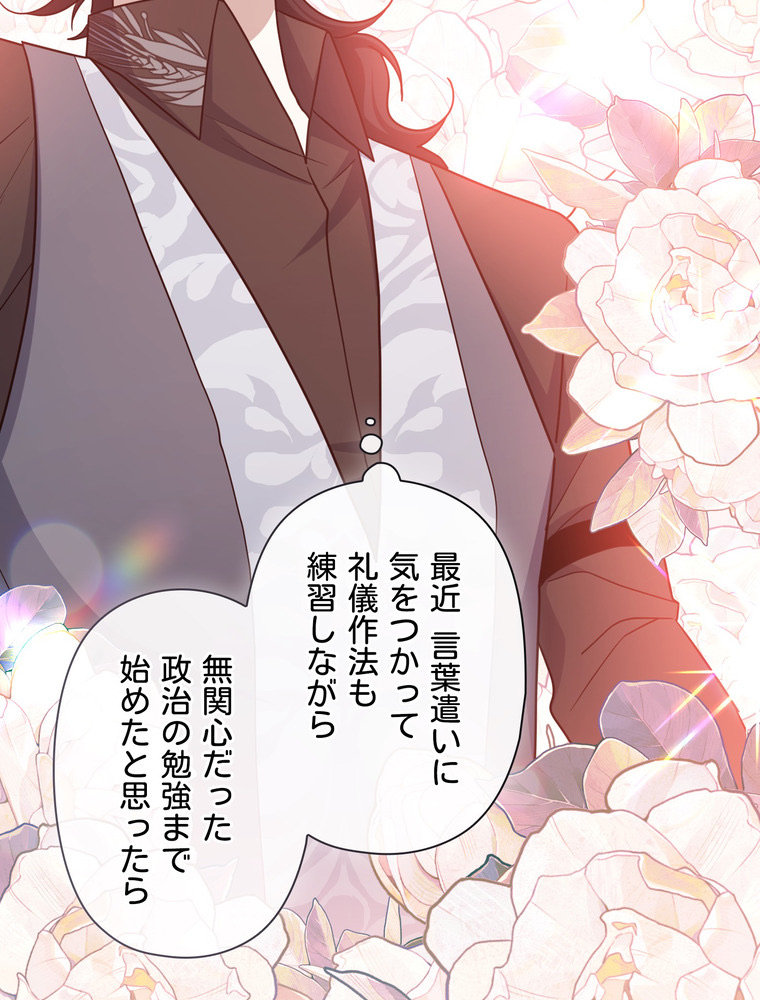 最近 言葉遣いに
気をつかって
礼儀作法も
練習しながら
無関心だった
政治の勉強まで
始めたと思ったら